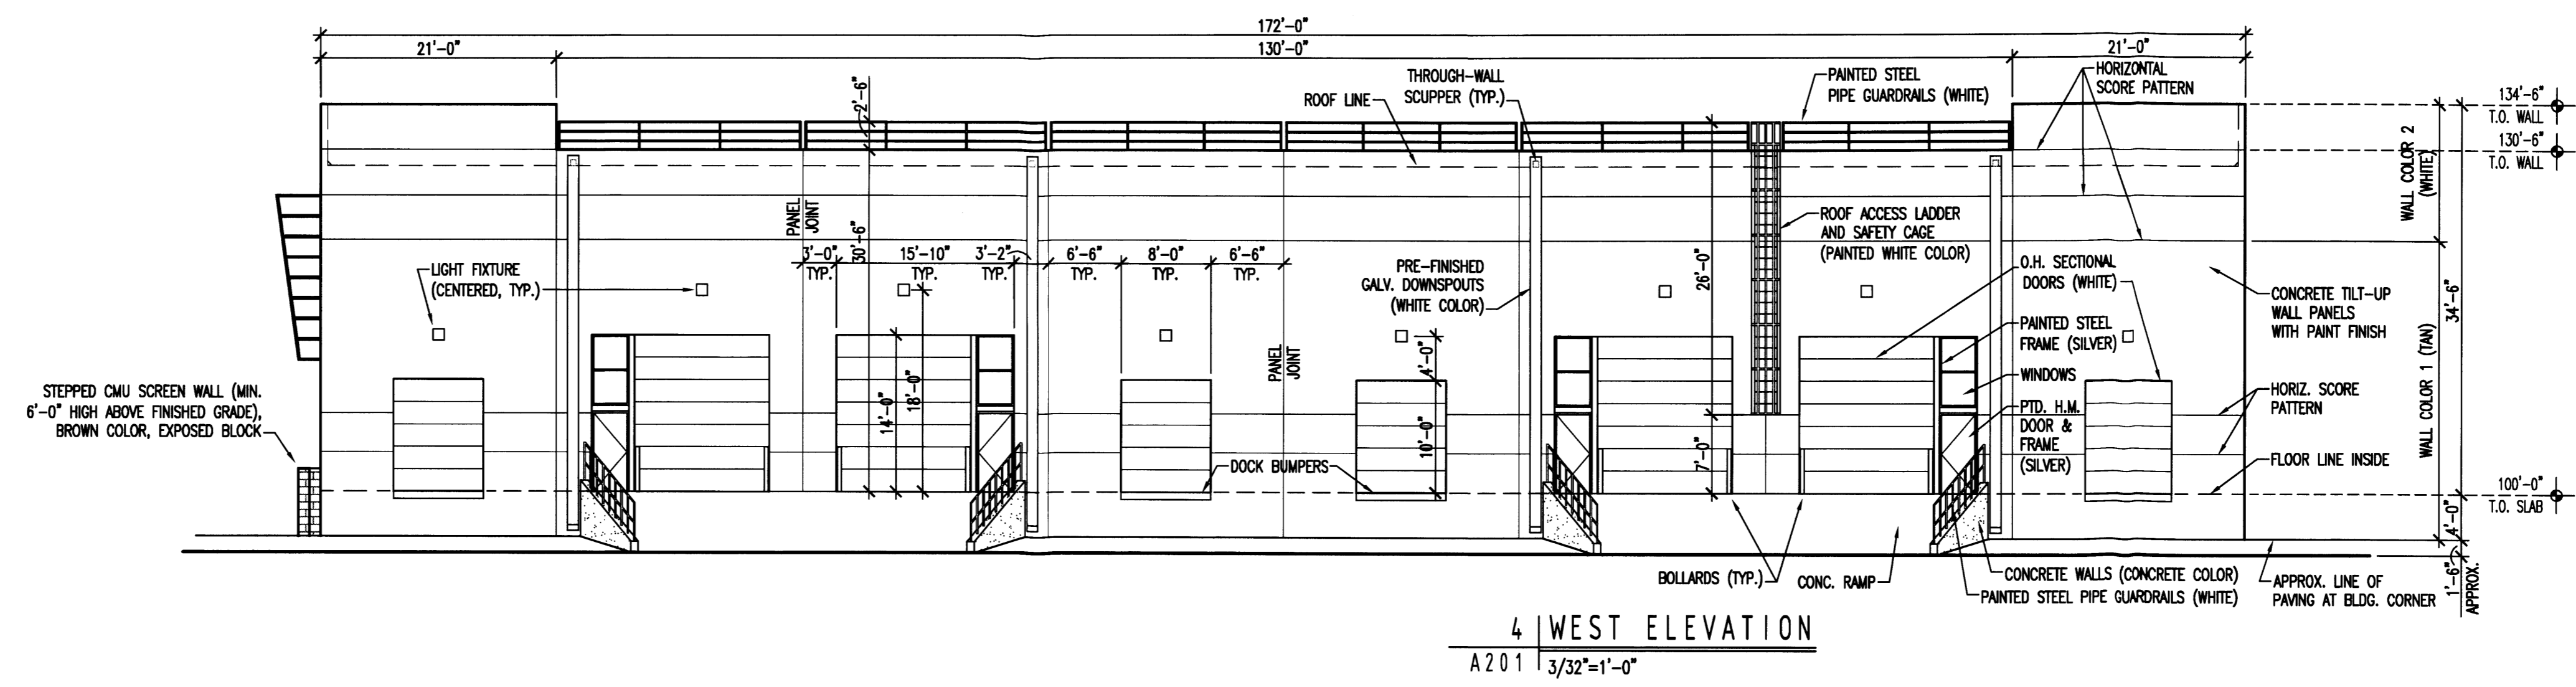 172'-0"
21'-0"
130'-0"
21'-0"
2'-6"
THROUGH-WALL
SCUPPER (TYP.)
ROOF LINE
PAINTED STEEL
PIPE GUARDRAILS (WHITE)
HORIZONTAL
SCORE PATTERN
134'-6"
T.O. WALL
130'-6"
T.O. WALL
WALL COLOR 2
(WHITE)
PANEL
JOINT
30'-6"
3'-0"
TYP.
15'-10"
TYP.
3'-2"
TYP.
6'-6"
TYP.
8'-0"
TYP.
6'-6"
TYP.
LIGHT FIXTURE
(CENTERED, TYP.)
PRE-FINISHED
GALV. DOWNSPOUTS
(WHITE COLOR)
26'-0"
ROOF ACCESS LADDER
AND SAFETY CAGE
(PAINTED WHITE COLOR)
O.H. SECTIONAL
DOORS (WHITE)
CONCRETE TILT-UP
WALL PANELS
WITH PAINT FINISH
34'-6"
PAINTED STEEL
FRAME (SILVER)
WINDOWS
PTD. H.M.
DOOR &
FRAME
(SILVER)
HORIZ. SCORE
PATTERN
WALL COLOR 1 (TAN)
FLOOR LINE INSIDE
100'-0"
T.O. SLAB
STEPPED CMU SCREEN WALL (MIN.
6'-0" HIGH ABOVE FINISHED GRADE),
BROWN COLOR, EXPOSED BLOCK
14'-0"
18'-0"
PANEL
JOINT
4'-0"
10'-0"
7'-0"
DOCK BUMPERS
4'-0"
1'-6"
APPROX.
BOLLARDS (TYP.)
CONC. RAMP
CONCRETE WALLS (CONCRETE COLOR)
PAINTED STEEL PIPE GUARDRAILS (WHITE)
APPROX. LINE OF
PAVING AT BLDG. CORNER
4 WEST ELEVATION
A201 3/32"=1'-0"